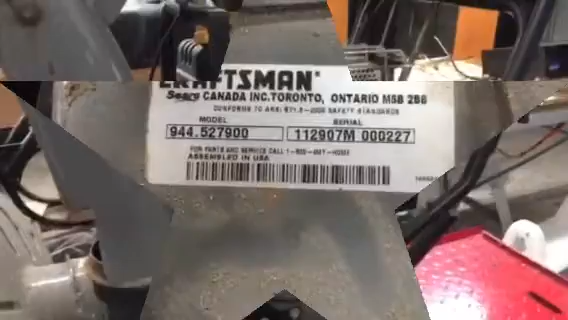 CRAFTSMAN
Sears CANADA INC. TORONTO, ONTARIO M5B 2B8
CONFORMS TO ANSI B71.3-2005 SAFETY STANDARDS
MODEL SERIAL
944.527900 112907M 000227
FOR PARTS AND SERVICE CALL 1-800-4MY-HOME
ASSEMBLED IN USA